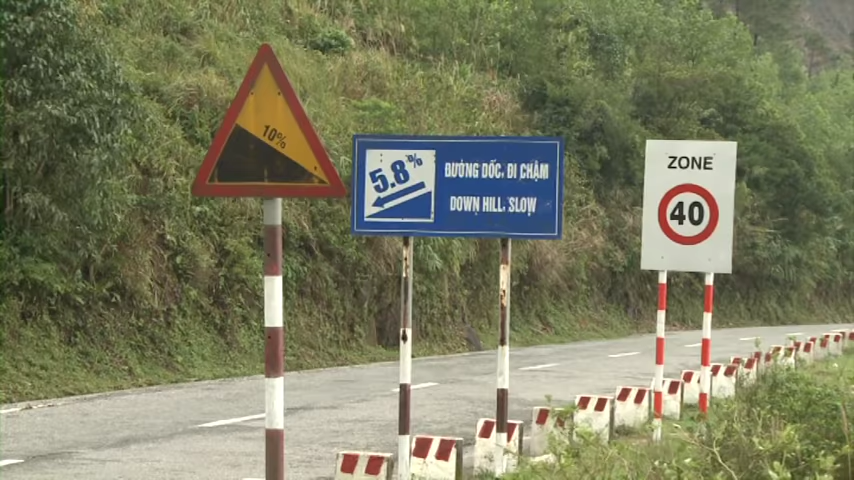 10%
5.8%
ĐƯỜNG DỐC, ĐI CHẬM
DOWN HILL, SLOW
ZONE
40